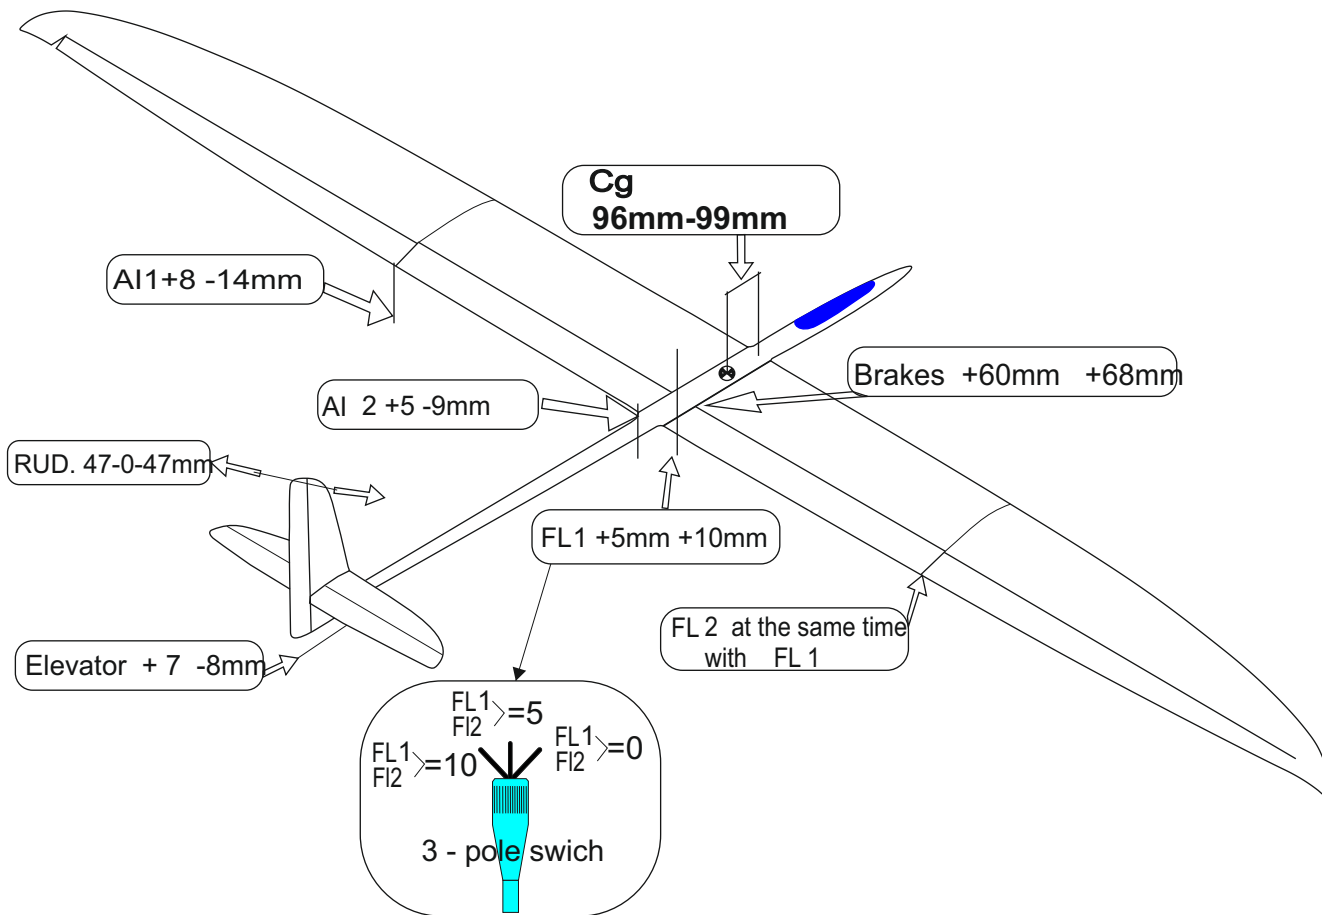 Cg
96mm-99mm
AI1+8 -14mm
Brakes +60mm +68mm
AI 2 +5 -9mm
RUD. 47-0-47mm
FL1 +5mm +10mm
FL 2 at the same time
with FL 1
Elevator + 7 -8mm
FL1
Fl2 >=5
FL1
Fl2 >=10
FL1
Fl2 >=0
3 - pole swich